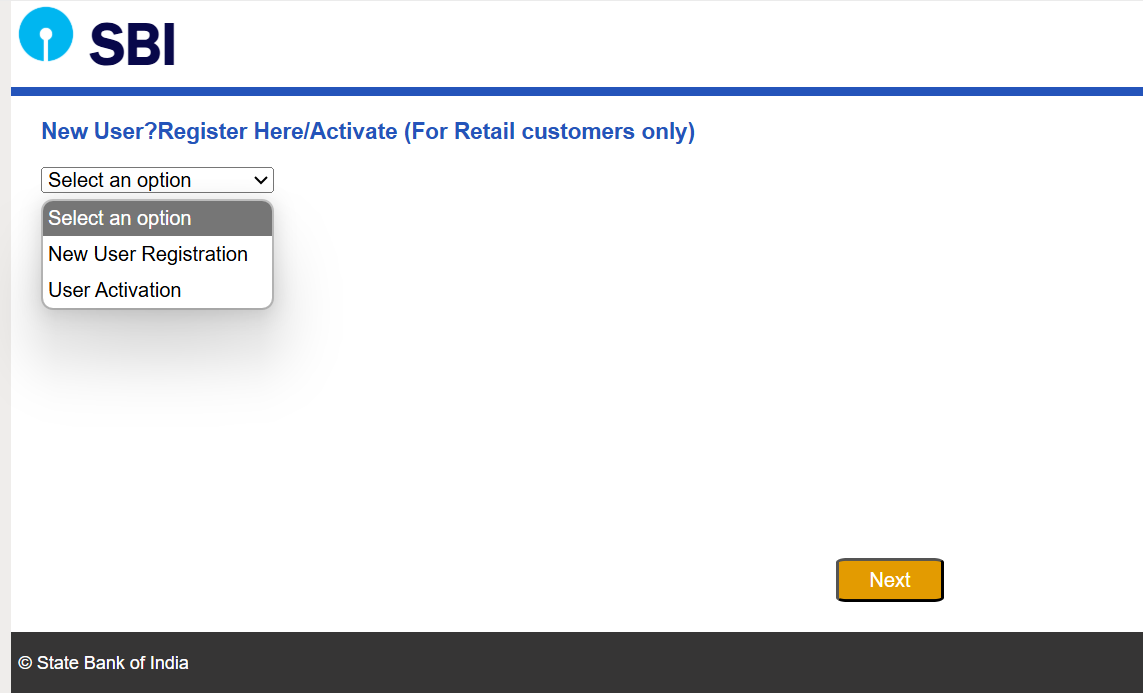 SBI
New User?Register Here/Activate (For Retail customers only)
Select an option
Select an option
New User Registration
User Activation
Next
© State Bank of India